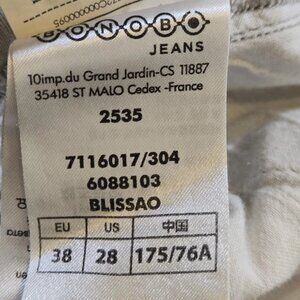 BONOBO
JEANS
10imp.du Grand Jardin-CS 11887
35418 ST MALO Cedex -France
2535
7116017/304
6088103
BLISSAO
EU US 中国
38 28 175/76A